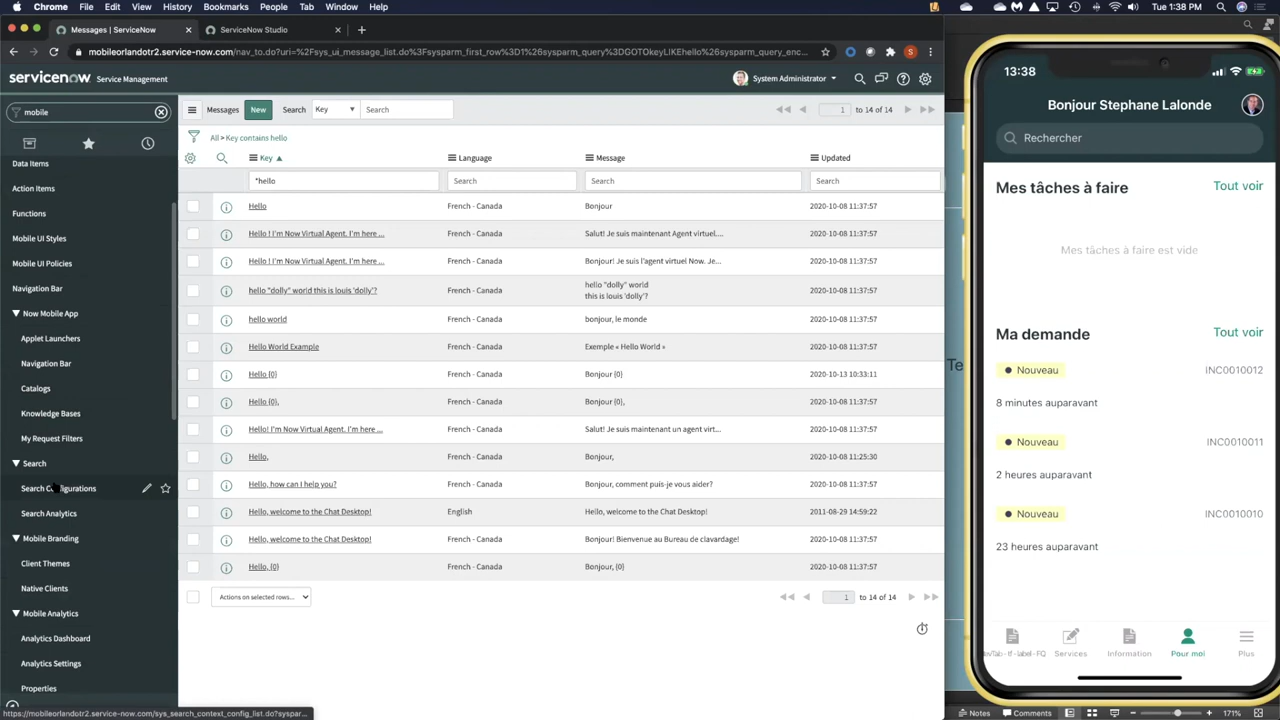 Chrome File Edit View History Bookmarks People Tab Window Help
Messages | ServiceNow
ServiceNow Studio
mobileorlandotr2.service-now.com/nav_to.do?uri=%2Fsys_ui_message_list.do%3Fsysparm_first_row%3D1%26sysparm_query%3DGOTOkeyLIKEhello%26sysparm_query_enc...
servicenow Service Management
System Administrator
mobile
Messages New Search Key Search
1 to 14 of 14
All > Key contains hello
Key Language Message Updated
*hello Search Search Search
Hello French - Canada Bonjour 2020-10-08 11:37:57
Hello ! I'm Now Virtual Agent. I'm here ... French - Canada Salut! Je suis maintenant Agent virtuel.... 2020-10-08 11:37:57
Hello ! I'm Now Virtual Agent. I'm here ... French - Canada Bonjour! Je suis l'agent virtuel Now. Je... 2020-10-08 11:37:57
hello "dolly" world this is louis 'dolly'? French - Canada hello "dolly" world
this is louis 'dolly'? 2020-10-08 11:37:57
hello world French - Canada bonjour, le monde 2020-10-08 11:37:57
Hello World Example French - Canada Exemple « Hello World » 2020-10-08 11:37:57
Hello {0} French - Canada Bonjour {0} 2020-10-13 10:33:11
Hello {0}, French - Canada Bonjour {0}, 2020-10-08 11:37:57
Hello! I'm Now Virtual Agent. I'm here ... French - Canada Salut! Je suis maintenant un agent virt... 2020-10-08 11:37:57
Hello, French - Canada Bonjour, 2020-10-08 11:25:30
Hello, how can I help you? French - Canada Bonjour, comment puis-je vous aider? 2020-10-08 11:37:57
Hello, welcome to the Chat Desktop! English Hello, welcome to the Chat Desktop! 2011-08-29 14:59:22
Hello, welcome to the Chat Desktop! French - Canada Bonjour! Bienvenue au Bureau de clavardage! 2020-10-08 11:37:57
Hello, {0} French - Canada Bonjour, {0} 2020-10-08 11:37:57
Actions on selected rows...
1 to 14 of 14
Data Items
Action Items
Functions
Mobile UI Styles
Mobile UI Policies
Navigation Bar
Now Mobile App
Applet Launchers
Navigation Bar
Catalogs
Knowledge Bases
My Request Filters
Search
Search Configurations
Search Analytics
Mobile Branding
Client Themes
Native Clients
Mobile Analytics
Analytics Dashboard
Analytics Settings
Properties
https://mobileorlandotr2.service-now.com/sys_search_context_config_list.do?syspar...
Te
13:38
Bonjour Stephane Lalonde
Rechercher
Mes tâches à faire Tout voir
Mes tâches à faire est vide
Ma demande Tout voir
Nouveau INC0010012
8 minutes auparavant
Nouveau INC0010011
2 heures auparavant
Nouveau INC0010010
23 heures auparavant
Services Information Pour moi Plus
Notes Comments 171%